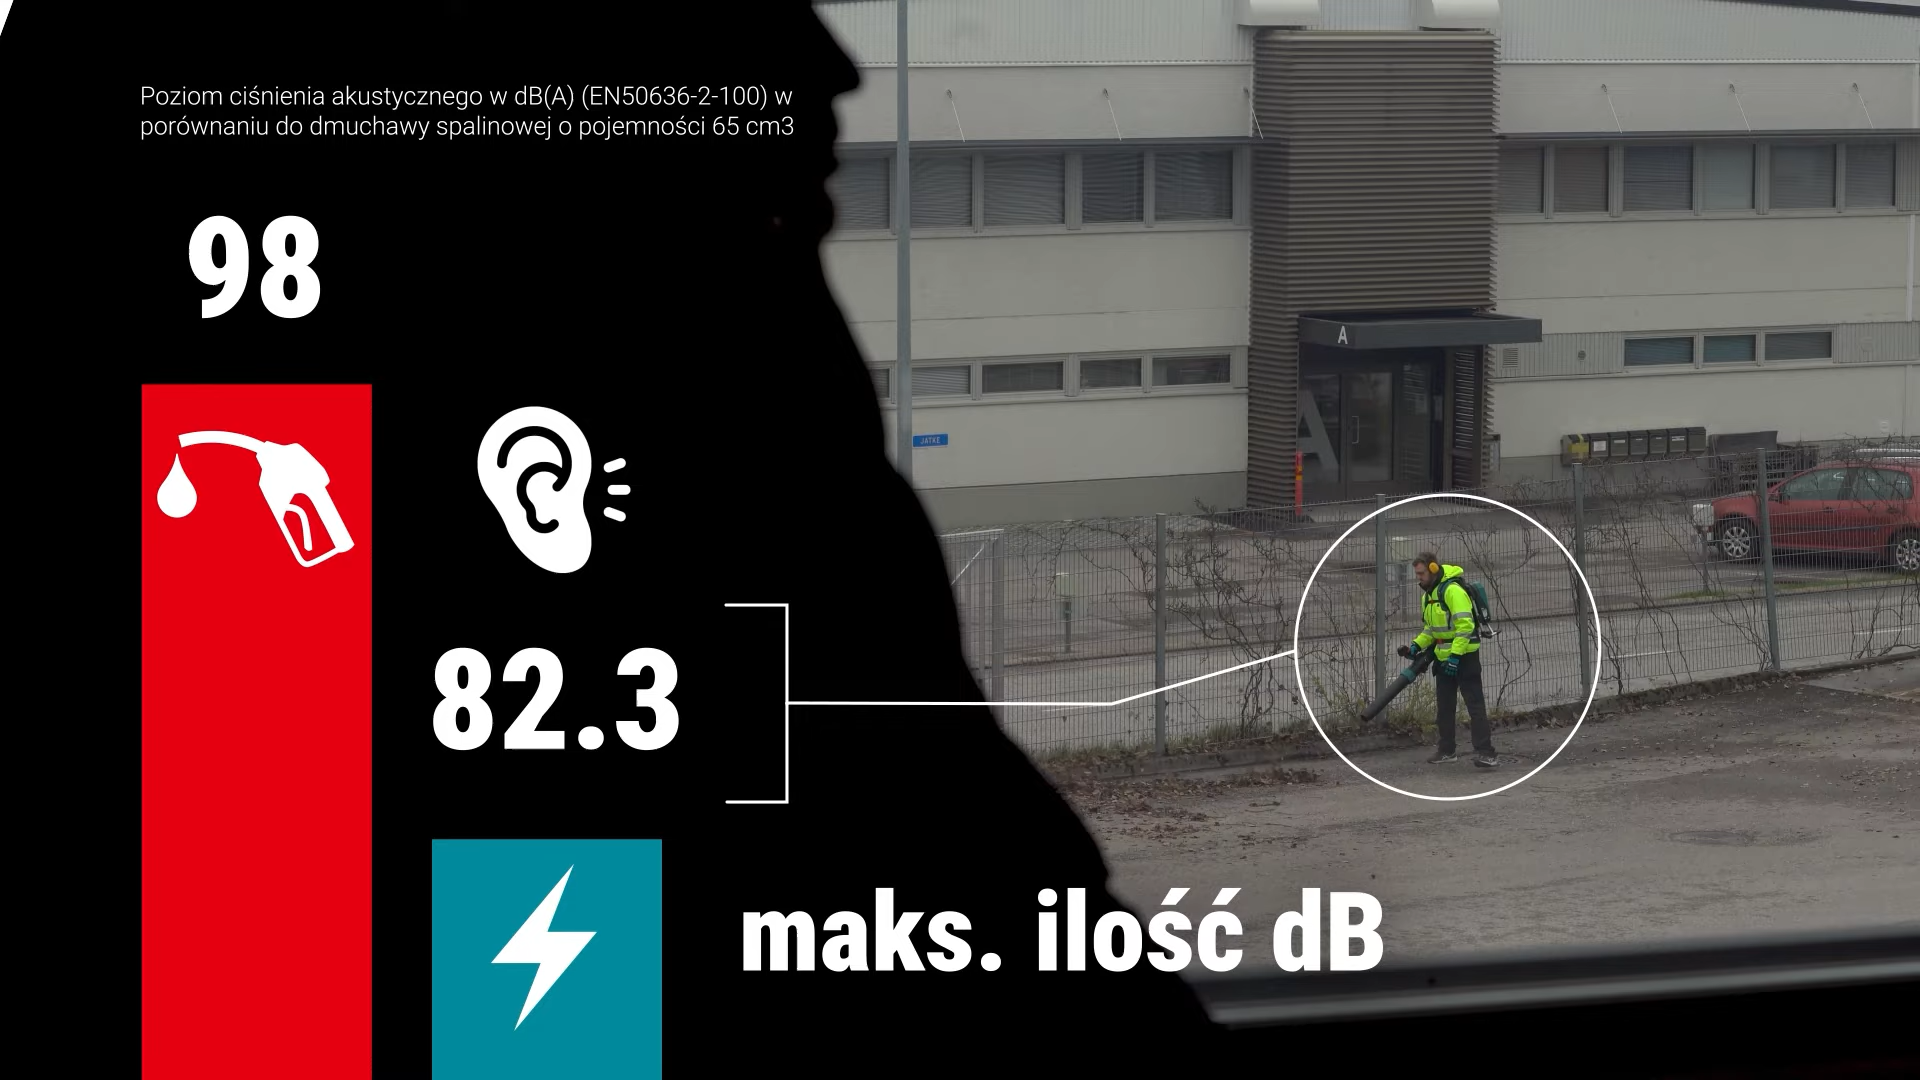 Poziom ciśnienia akustycznego w dB(A) (EN50636-2-100) w
porównaniu do dmuchawy spalinowej o pojemności 65 cm3
98
82.3
maks. ilość dB
A
A
JATKE